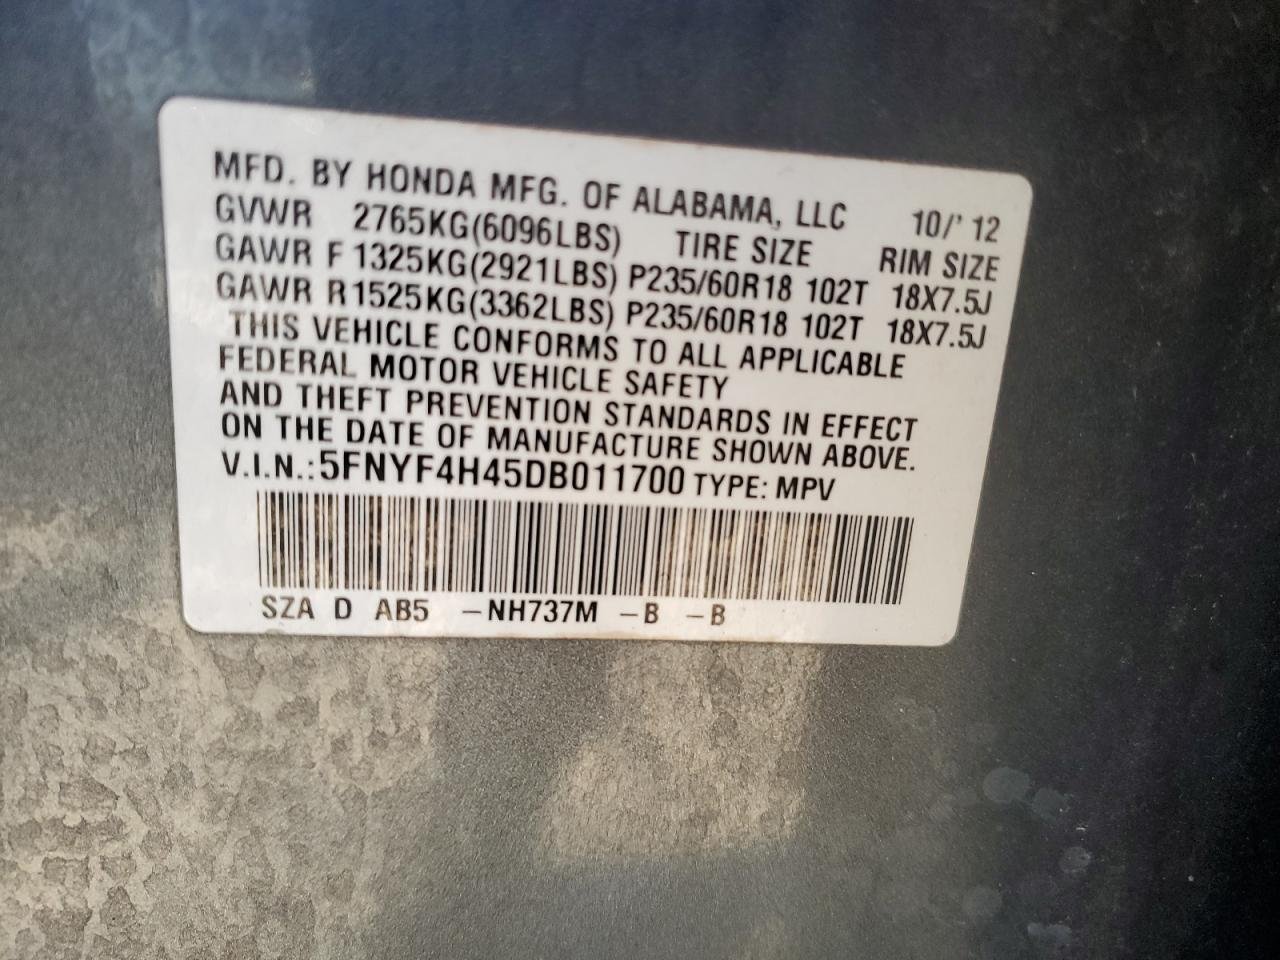 MFD. BY HONDA MFG. OF ALABAMA, LLC 10/' 12
GVWR 2765KG(6096LBS) TIRE SIZE RIM SIZE
GAWR F 1325KG(2921LBS) P235/60R18 102T 18X7.5J
GAWR R1525KG(3362LBS) P235/60R18 102T 18X7.5J
THIS VEHICLE CONFORMS TO ALL APPLICABLE
FEDERAL MOTOR VEHICLE SAFETY
AND THEFT PREVENTION STANDARDS IN EFFECT
ON THE DATE OF MANUFACTURE SHOWN ABOVE.
V.I.N.:5FNYF4H45DB011700 TYPE: MPV
SZA D AB5 -NH737M -B -B